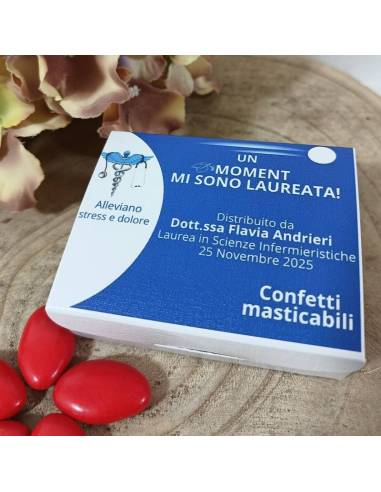 UN
MOMENT
MI SONO LAUREATA!
Alleviano
stress e dolore
Distribuito da
Dott.ssa Flavia Andrieri
Laurea in Scienze Infermieristiche
25 Novembre 2025
Confetti
masticabili